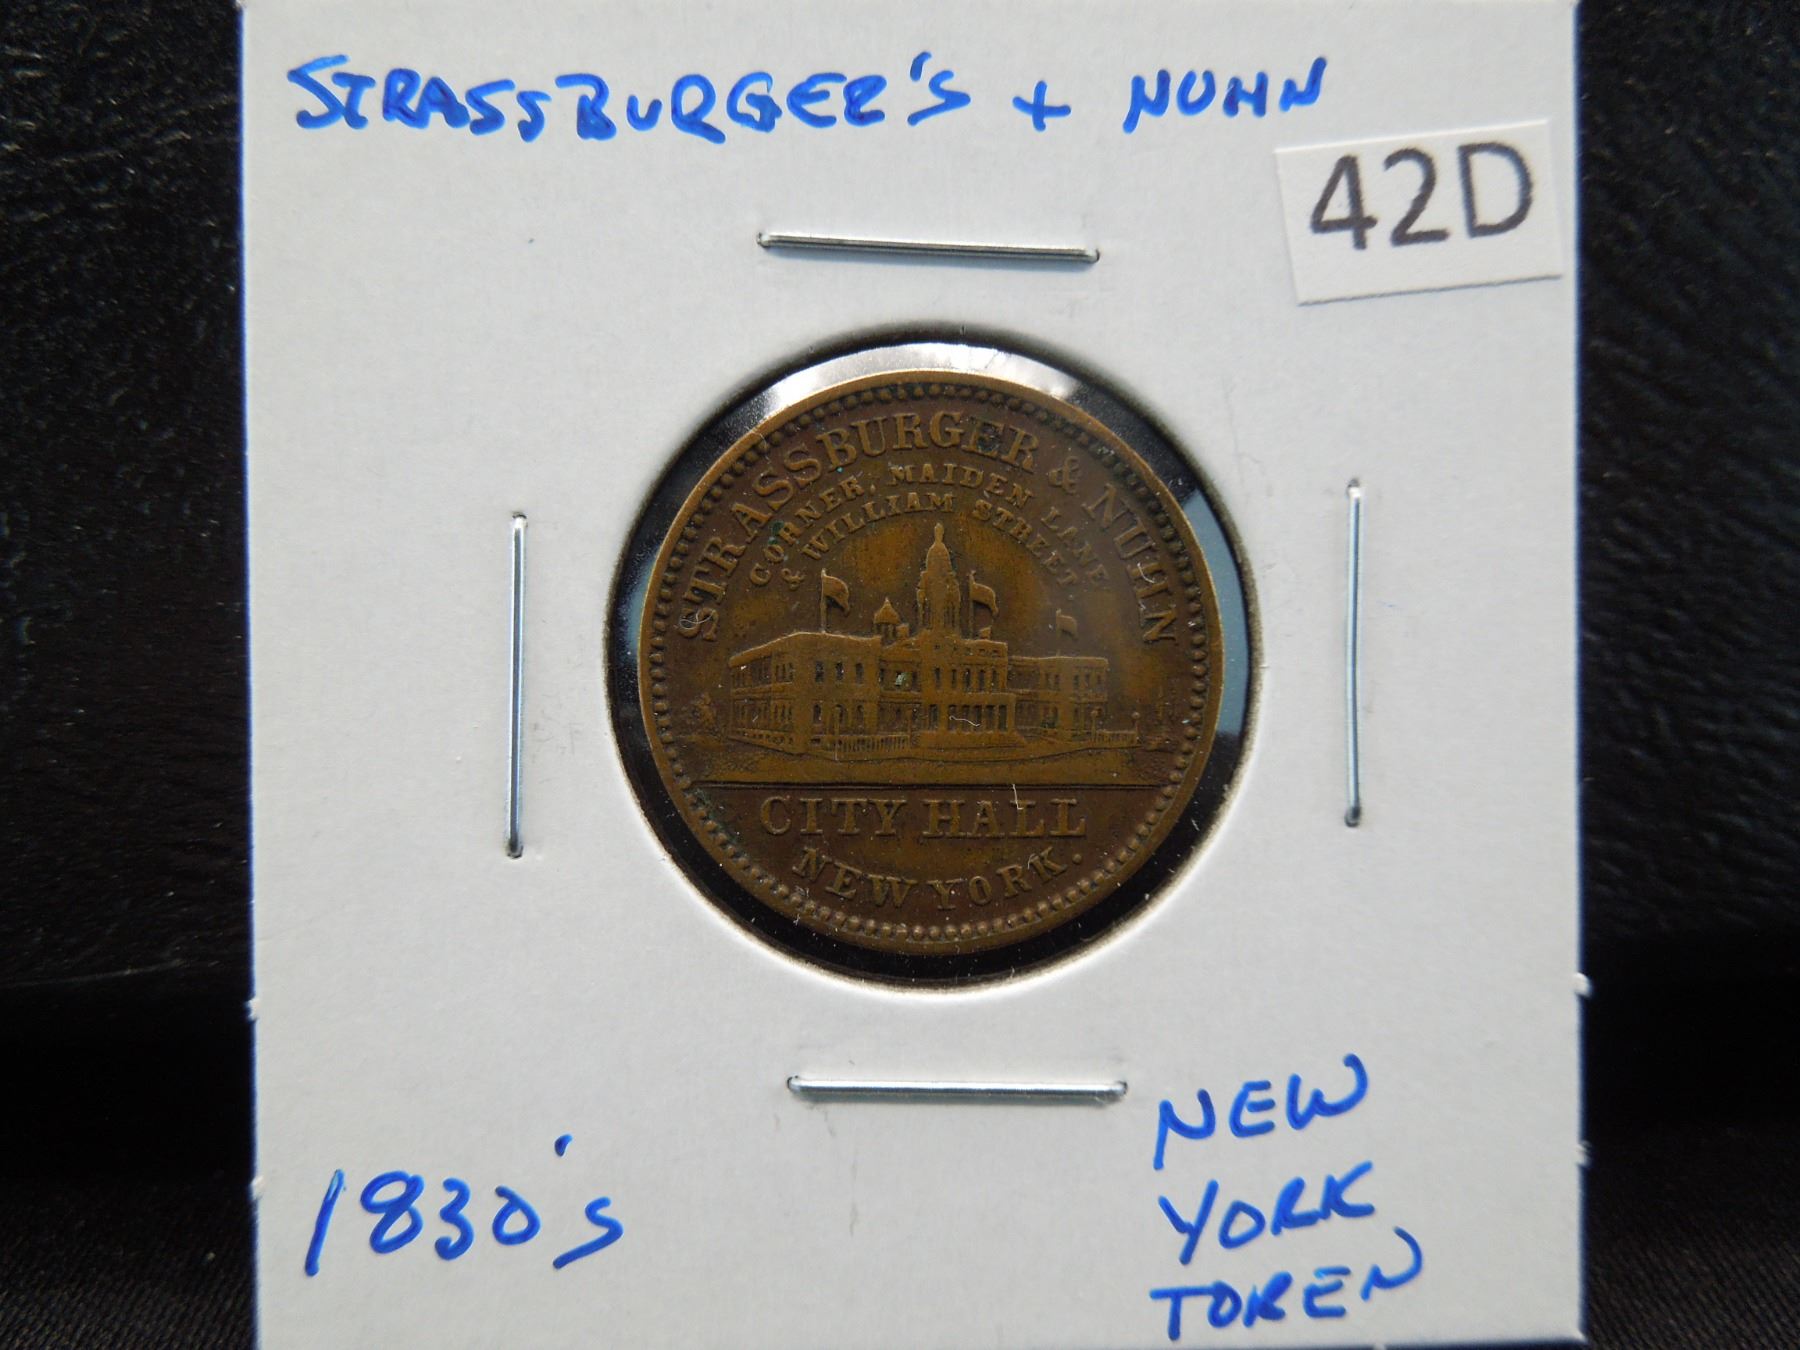 STRASSBURGER'S + NUHN
42D
STRASSBURGER & NUHN
CORNER, MAIDEN LANE
& WILLIAM STREET.
CITY HALL
NEW YORK.
1830's
NEW
YORK
TOKEN